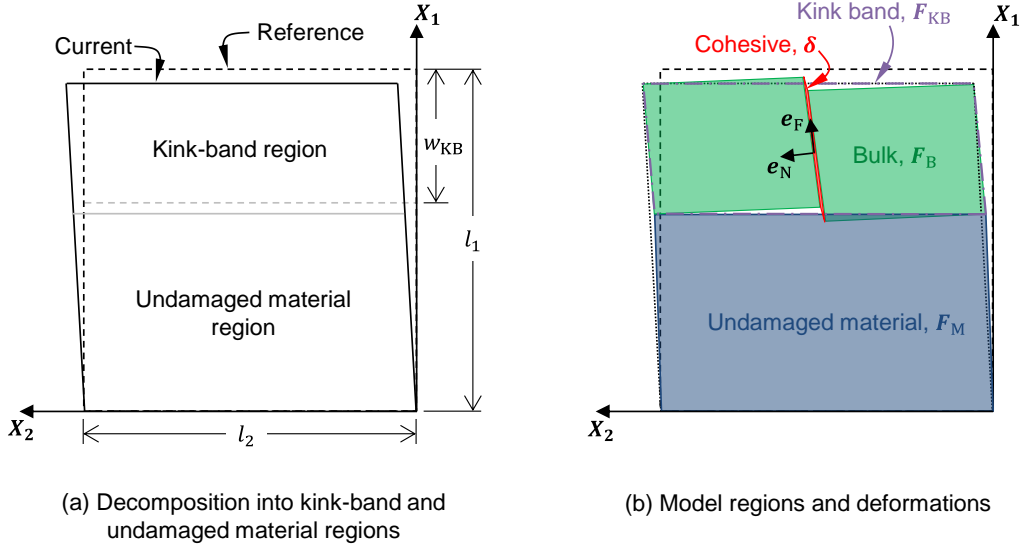 X₁
Reference
Current
Kink-band region
w_KB
l₁
Undamaged material
region
X₂
l₂
(a) Decomposition into kink-band and
undamaged material regions
Kink band, F_KB
X₁
Cohesive, δ
e_F
e_N
Bulk, F_B
Undamaged material, F_M
X₂
(b) Model regions and deformations